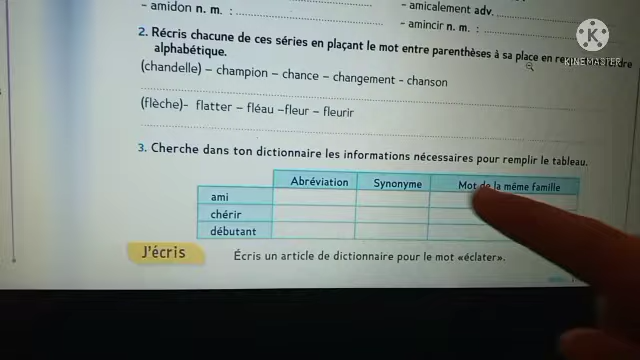 - amidon n. m. :
- amicalement adv.
- amincir n. m. :
2. Récris chacune de ces séries en plaçant le mot entre parenthèses à sa place en re dre
alphabétique.
KINEMASTER
(chandelle) – champion – chance – changement - chanson
(flèche)- flatter – fléau –fleur – fleurir
3. Cherche dans ton dictionnaire les informations nécessaires pour remplir le tableau.
Abréviation Synonyme Mot de la même famille
ami
chérir
débutant
J'écris Écris un article de dictionnaire pour le mot «éclater».